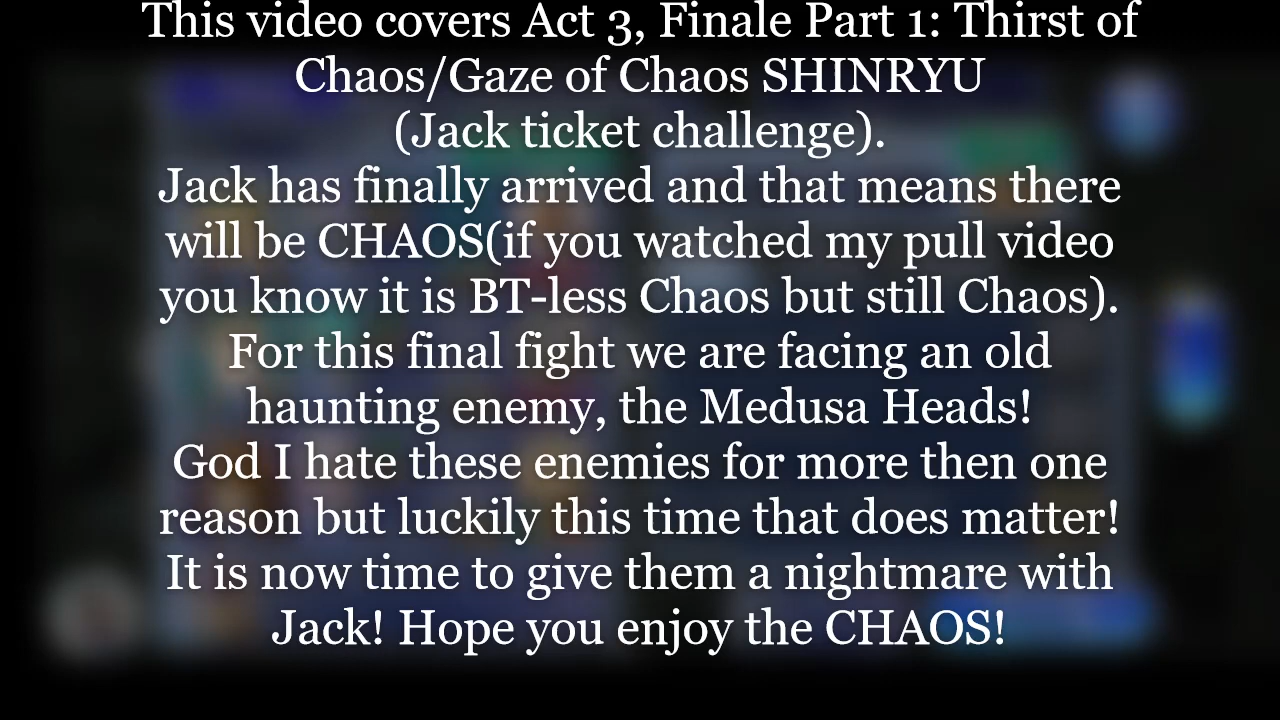 This video covers Act 3, Finale Part 1: Thirst of
Chaos/Gaze of Chaos SHINRYU
(Jack ticket challenge).
Jack has finally arrived and that means there
will be CHAOS(if you watched my pull video
you know it is BT-less Chaos but still Chaos).
For this final fight we are facing an old
haunting enemy, the Medusa Heads!
God I hate these enemies for more then one
reason but luckily this time that does matter!
It is now time to give them a nightmare with
Jack! Hope you enjoy the CHAOS!